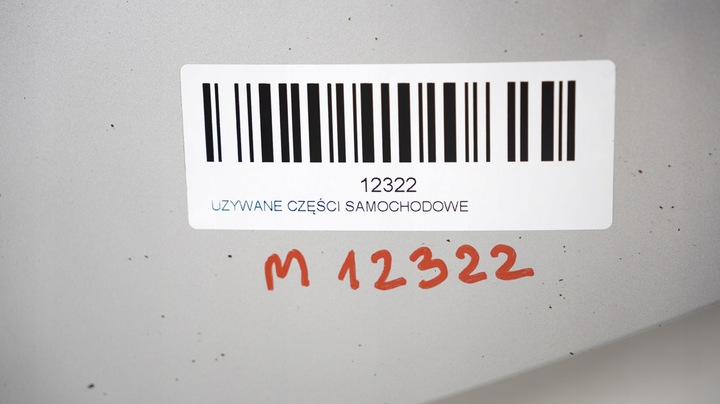 12322
UZYWANE CZĘŚCI SAMOCHODOWE
M 12322